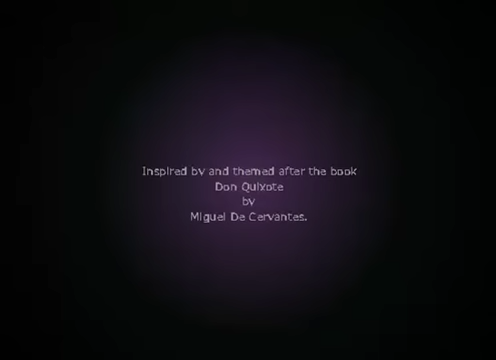 Inspired by and themed after the book
Don Quixote
by
Miguel De Cervantes.